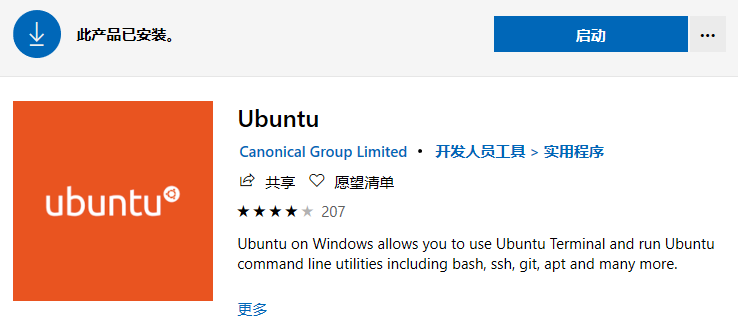 此产品已安装。
启动
Ubuntu
Canonical Group Limited • 开发人员工具 > 实用程序
共享 愿望清单
207
ubuntu
Ubuntu on Windows allows you to use Ubuntu Terminal and run Ubuntu
command line utilities including bash, ssh, git, apt and many more.
更多